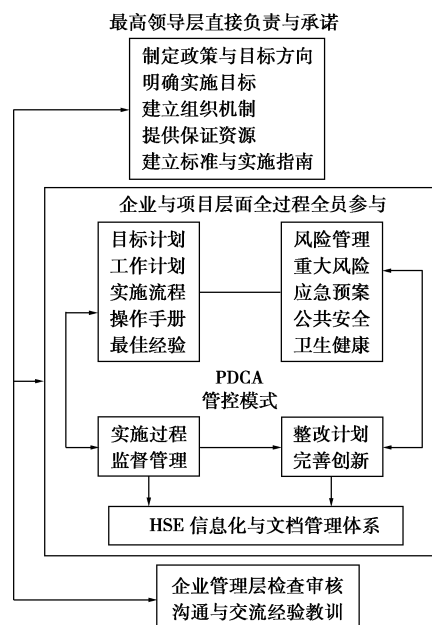 最高领导层直接负责与承诺
制定政策与目标方向
明确实施目标
建立组织机制
提供保证资源
建立标准与实施指南
企业与项目层面全过程全员参与
目标计划
工作计划
实施流程
操作手册
最佳经验
风险管理
重大风险
应急预案
公共安全
卫生健康
PDCA
管控模式
实施过程
监督管理
整改计划
完善创新
HSE 信息化与文档管理体系
企业管理层检查审核
沟通与交流经验教训